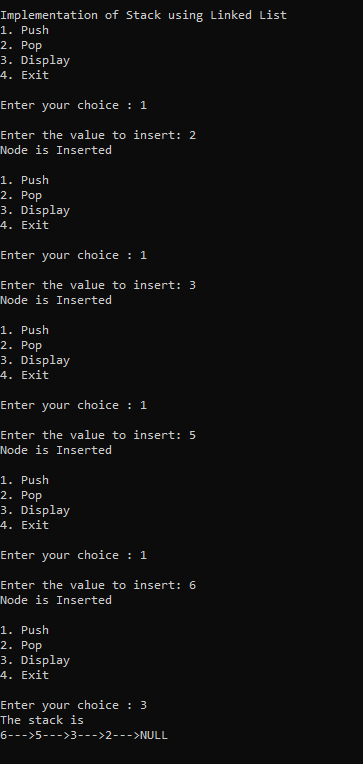 Implementation of Stack using Linked List
1. Push
2. Pop
3. Display
4. Exit
Enter your choice : 1
Enter the value to insert: 2
Node is Inserted
1. Push
2. Pop
3. Display
4. Exit
Enter your choice : 1
Enter the value to insert: 3
Node is Inserted
1. Push
2. Pop
3. Display
4. Exit
Enter your choice : 1
Enter the value to insert: 5
Node is Inserted
1. Push
2. Pop
3. Display
4. Exit
Enter your choice : 1
Enter the value to insert: 6
Node is Inserted
1. Push
2. Pop
3. Display
4. Exit
Enter your choice : 3
The stack is
6--->5--->3--->2--->NULL